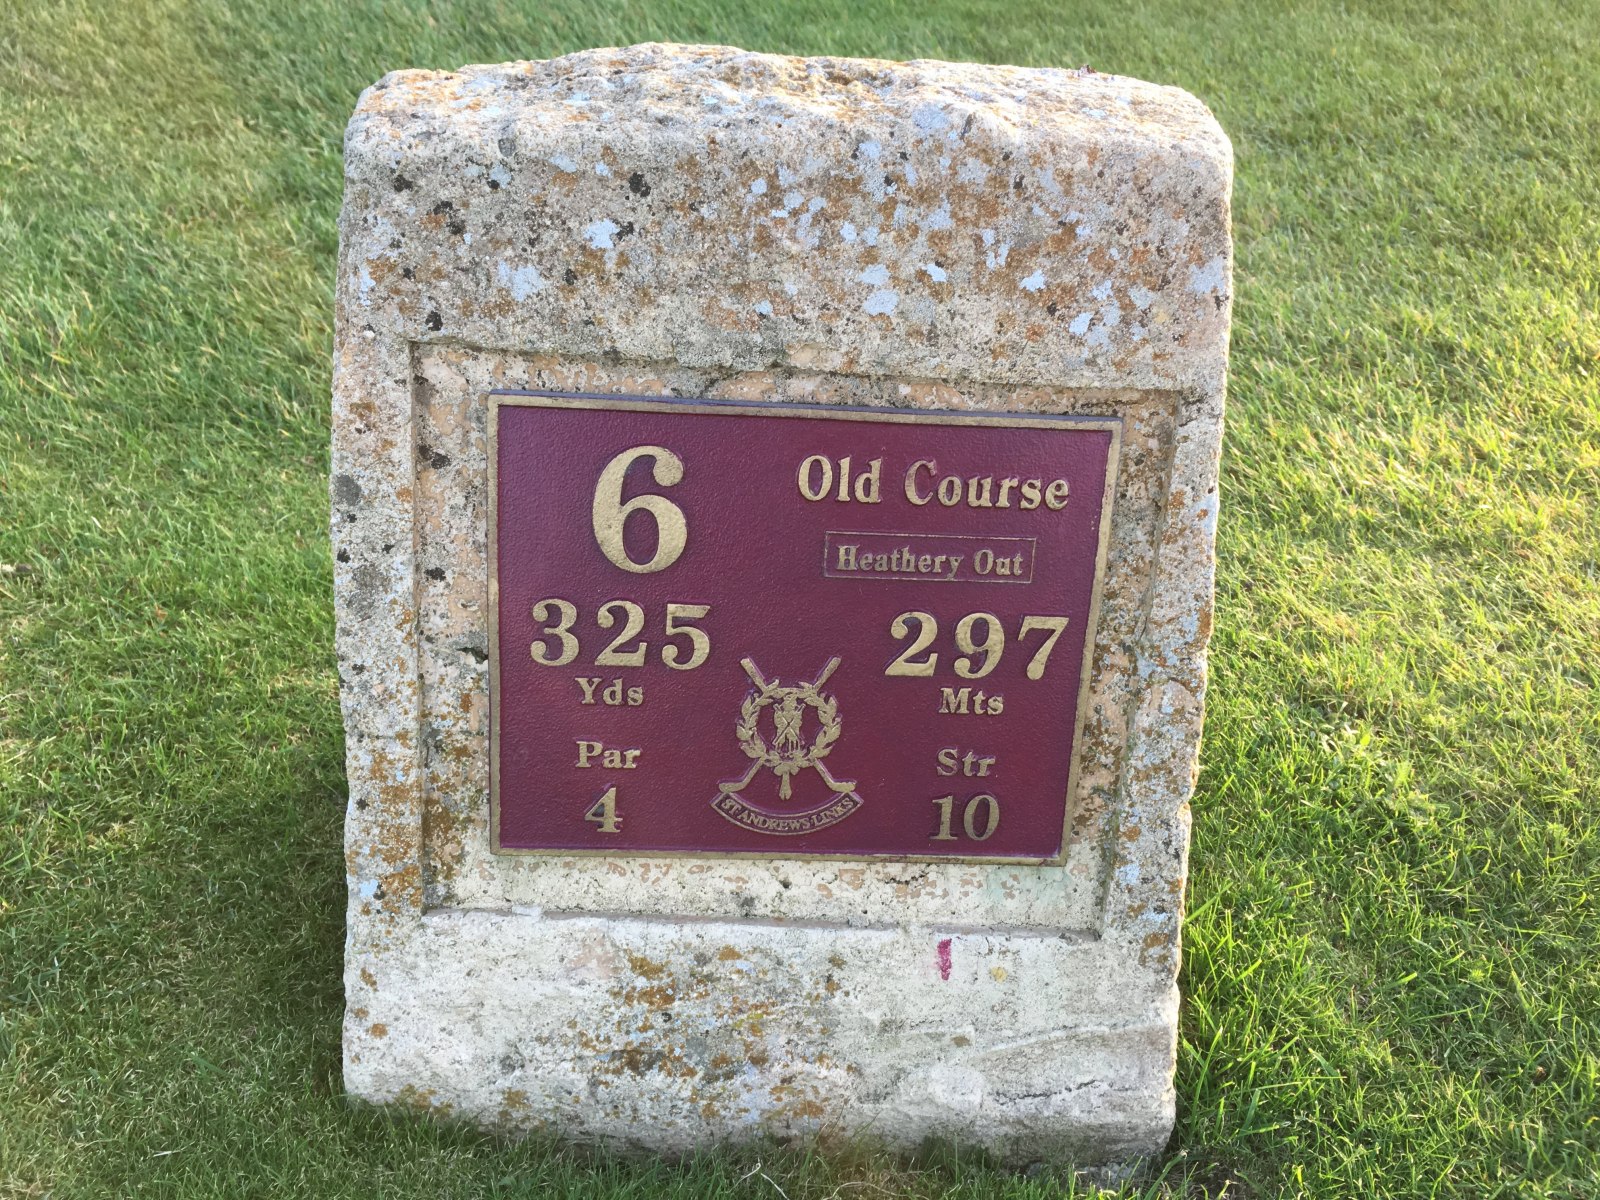 6
Old Course
Heathery Out
325
Yds
297
Mts
Par
4
Str
10
ST ANDREWS LINKS